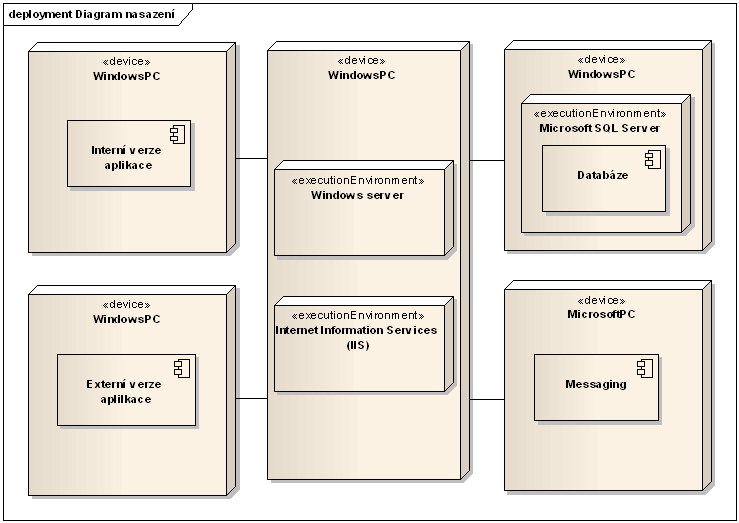 deployment Diagram nasazení
«device»
WindowsPC
Interní verze
aplikace
«device»
WindowsPC
«executionEnvironment»
Windows server
«executionEnvironment»
Internet Information Services
(IIS)
«device»
WindowsPC
«executionEnvironment»
Microsoft SQL Server
Databáze
«device»
WindowsPC
Externí verze
aplilkace
«device»
MicrosoftPC
Messaging